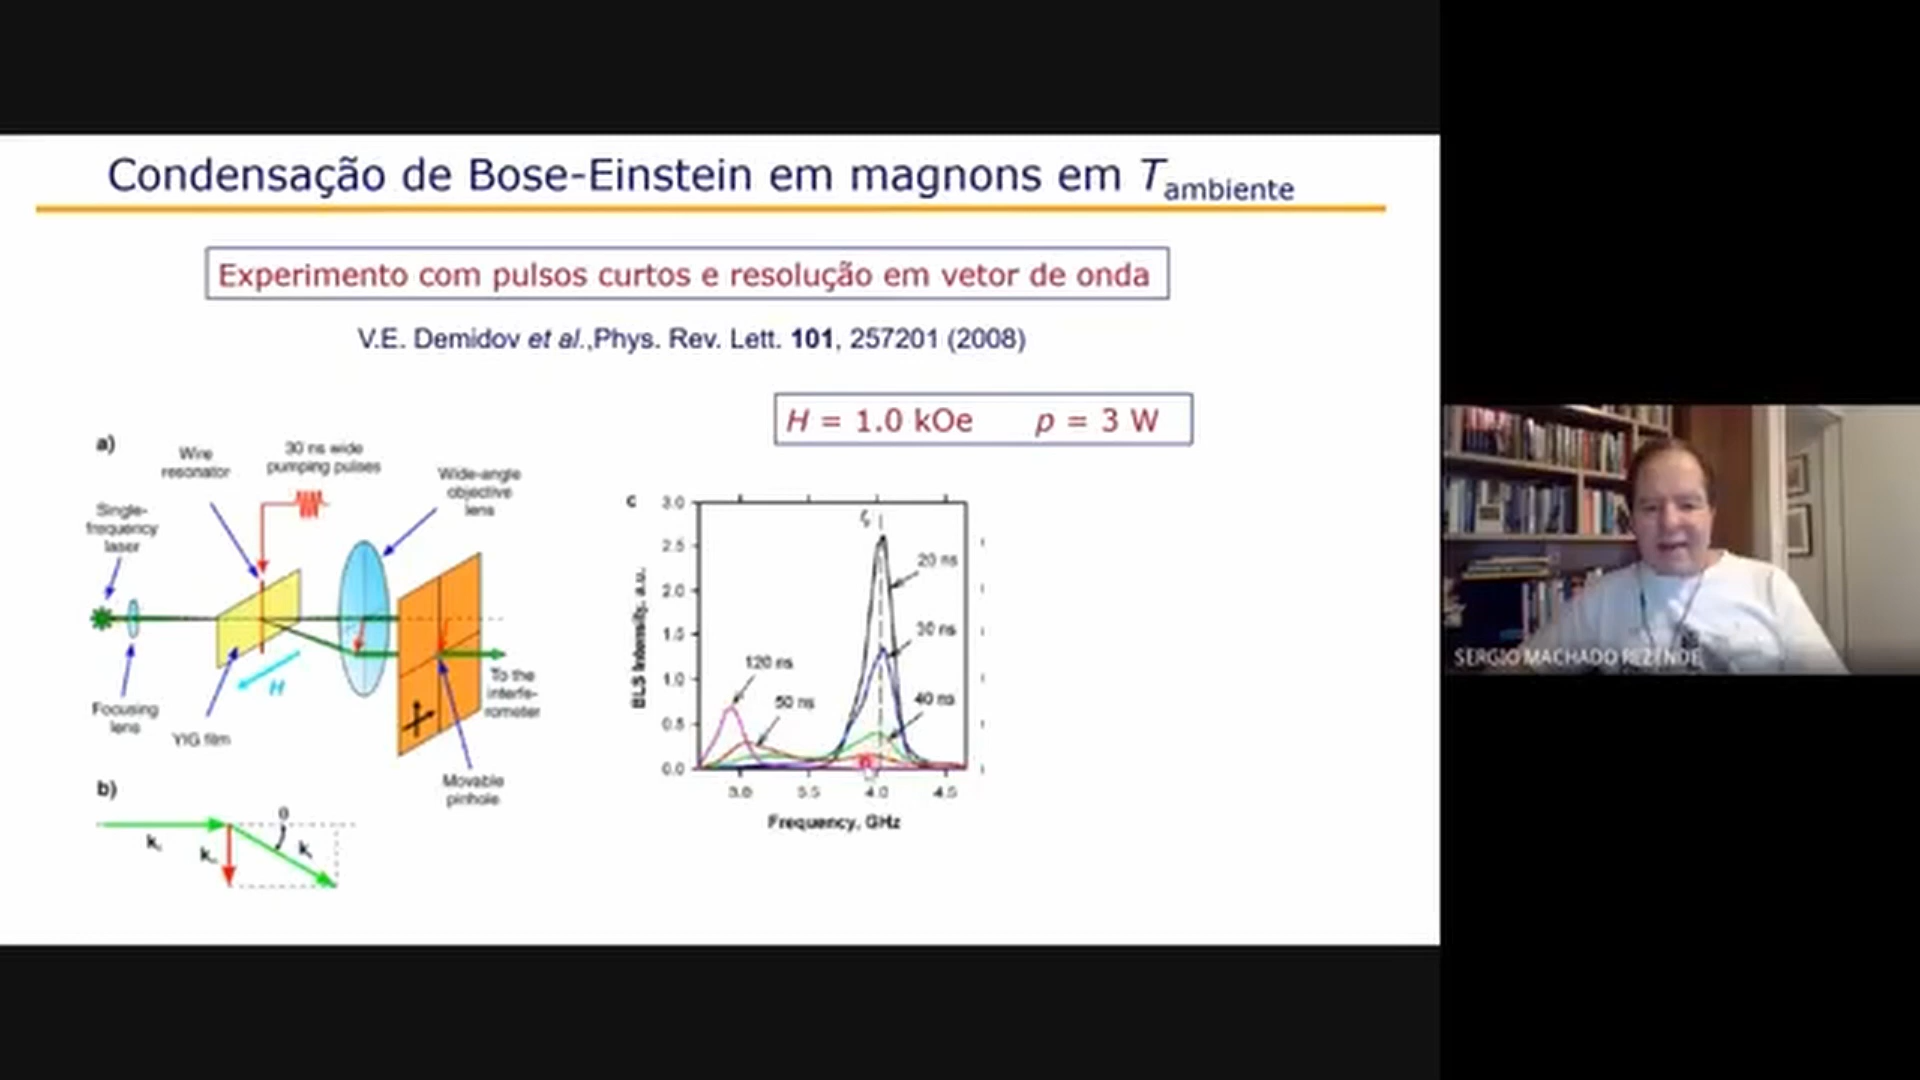 Condensação de Bose-Einstein em magnons em Tambiente
Experimento com pulsos curtos e resolução em vetor de onda
V.E. Demidov et al.,Phys. Rev. Lett. 101, 257201 (2008)
H = 1.0 kOe p = 3 W
a)
Wire
resonator
30 ns wide
pumping pulses
Wide-angle
objective
lens
Single-
frequency
laser
H
Focusing
lens
YIG film
To the
interfe-
rometer
Movable
pinhole
b)
θ
k
k
k
c
3.0
2.5
2.0
1.5
1.0
0.5
0.0
BLS Intensity, a.u.
20 ns
30 ns
40 ns
120 ns
50 ns
3.0
3.5
4.0
4.5
Frequency, GHz
SERGIO MACHADO REZENDE